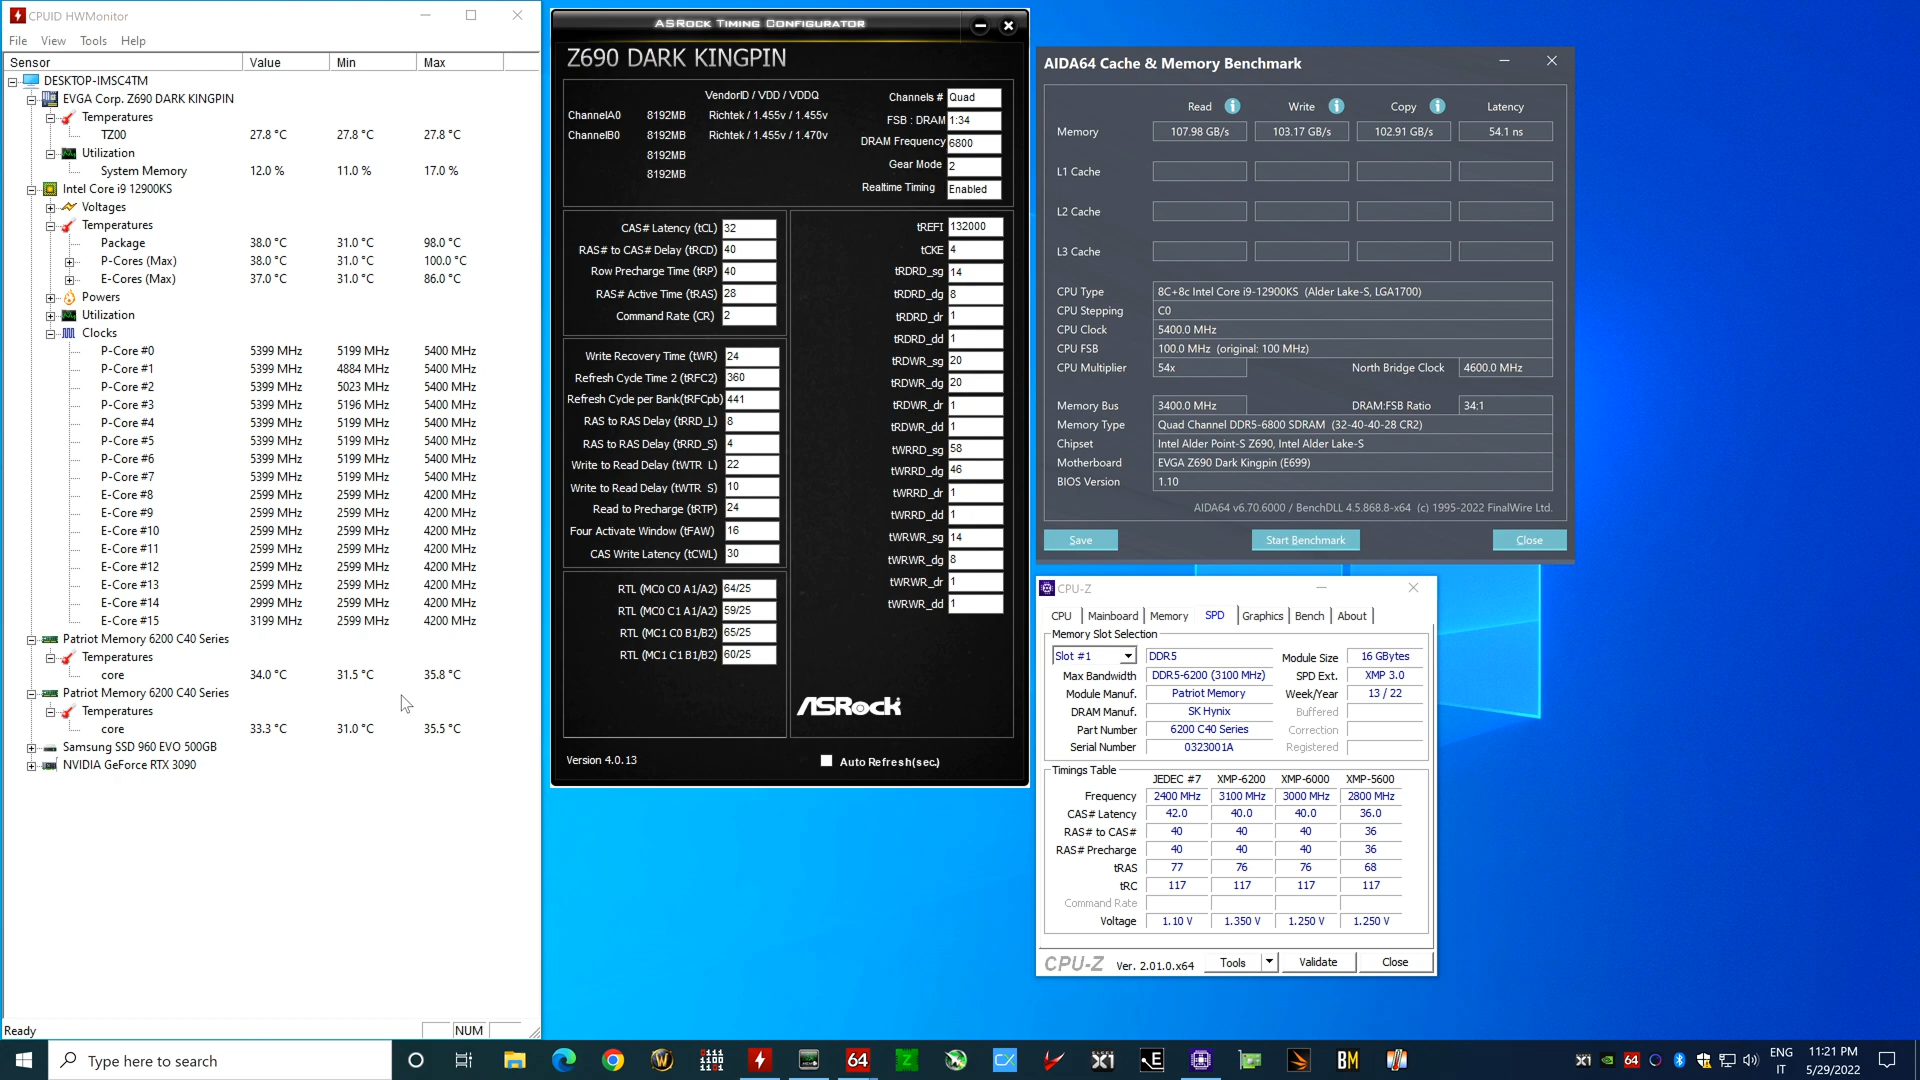 CPUID HWMonitor
File View Tools Help
Sensor Value Min Max
DESKTOP-IMSC4TM
EVGA Corp. Z690 DARK KINGPIN
Temperatures
TZ00 27.8 °C 27.8 °C 27.8 °C
Utilization
System Memory 12.0 % 11.0 % 17.0 %
Intel Core i9 12900KS
Voltages
Temperatures
Package 38.0 °C 31.0 °C 98.0 °C
P-Cores (Max) 38.0 °C 31.0 °C 100.0 °C
E-Cores (Max) 37.0 °C 31.0 °C 86.0 °C
Powers
Utilization
Clocks
P-Core #0 5399 MHz 5199 MHz 5400 MHz
P-Core #1 5399 MHz 4884 MHz 5400 MHz
P-Core #2 5399 MHz 5023 MHz 5400 MHz
P-Core #3 5399 MHz 5196 MHz 5400 MHz
P-Core #4 5399 MHz 5199 MHz 5400 MHz
P-Core #5 5399 MHz 5199 MHz 5400 MHz
P-Core #6 5399 MHz 5199 MHz 5400 MHz
P-Core #7 5399 MHz 5199 MHz 5400 MHz
E-Core #8 2599 MHz 2599 MHz 4200 MHz
E-Core #9 2599 MHz 2599 MHz 4200 MHz
E-Core #10 2599 MHz 2599 MHz 4200 MHz
E-Core #11 2599 MHz 2599 MHz 4200 MHz
E-Core #12 2599 MHz 2599 MHz 4200 MHz
E-Core #13 2599 MHz 2599 MHz 4200 MHz
E-Core #14 2999 MHz 2599 MHz 4200 MHz
E-Core #15 3199 MHz 2599 MHz 4200 MHz
Patriot Memory 6200 C40 Series
Temperatures
core 34.0 °C 31.5 °C 35.8 °C
Patriot Memory 6200 C40 Series
Temperatures
core 33.3 °C 31.0 °C 35.5 °C
Samsung SSD 960 EVO 500GB
NVIDIA GeForce RTX 3090
Ready NUM
ASRock Timing Configurator
Z690 DARK KINGPIN
VendorID / VDD / VDDQ
ChannelA0 8192MB Richtek / 1.455v / 1.455v
ChannelB0 8192MB Richtek / 1.455v / 1.470v
8192MB
8192MB
Channels # Quad
FSB : DRAM 1:34
DRAM Frequency 6800
Gear Mode 2
Realtime Timing Enabled
CAS# Latency (tCL) 32
RAS# to CAS# Delay (tRCD) 40
Row Precharge Time (tRP) 40
RAS# Active Time (tRAS) 28
Command Rate (CR) 2
Write Recovery Time (tWR) 24
Refresh Cycle Time 2 (tRFC2) 360
Refresh Cycle per Bank(tRFCpb) 441
RAS to RAS Delay (tRRD_L) 8
RAS to RAS Delay (tRRD_S) 4
Write to Read Delay (tWTR_L) 22
Write to Read Delay (tWTR_S) 10
Read to Precharge (tRTP) 24
Four Activate Window (tFAW) 16
CAS Write Latency (tCWL) 30
RTL (MC0 C0 A1/A2) 64/25
RTL (MC0 C1 A1/A2) 59/25
RTL (MC1 C0 B1/B2) 65/25
RTL (MC1 C1 B1/B2) 60/25
tREFI 132000
tCKE 4
tRDRD_sg 14
tRDRD_dg 8
tRDRD_dr 1
tRDRD_dd 1
tRDWR_sg 20
tRDWR_dg 20
tRDWR_dr 1
tRDWR_dd 1
tWRRD_sg 58
tWRRD_dg 46
tWRRD_dr 1
tWRRD_dd 1
tWRWR_sg 14
tWRWR_dg 8
tWRWR_dr 1
tWRWR_dd 1
ASRock
Version 4.0.13 Auto Refresh(sec.)
AIDA64 Cache & Memory Benchmark
Read Write Copy Latency
Memory 107.98 GB/s 103.17 GB/s 102.91 GB/s 54.1 ns
L1 Cache
L2 Cache
L3 Cache
CPU Type 8C+8c Intel Core i9-12900KS (Alder Lake-S, LGA1700)
CPU Stepping C0
CPU Clock 5400.0 MHz
CPU FSB 100.0 MHz (original: 100 MHz)
CPU Multiplier 54x North Bridge Clock 4600.0 MHz
Memory Bus 3400.0 MHz DRAM:FSB Ratio 34:1
Memory Type Quad Channel DDR5-6800 SDRAM (32-40-40-28 CR2)
Chipset Intel Alder Point-S Z690, Intel Alder Lake-S
Motherboard EVGA Z690 Dark Kingpin (E699)
BIOS Version 1.10
AIDA64 v6.70.6000 / BenchDLL 4.5.868.8-x64 (c) 1995-2022 FinalWire Ltd.
Save Start Benchmark Close
CPU-Z
CPU Mainboard Memory SPD Graphics Bench About
Memory Slot Selection
Slot #1 DDR5 Module Size 16 GBytes
Max Bandwidth DDR5-6200 (3100 MHz) SPD Ext. XMP 3.0
Module Manuf. Patriot Memory Week/Year 13 / 22
DRAM Manuf. SK Hynix Buffered
Part Number 6200 C40 Series Correction
Serial Number 0323001A Registered
Timings Table
JEDEC #7 XMP-6200 XMP-6000 XMP-5600
Frequency 2400 MHz 3100 MHz 3000 MHz 2800 MHz
CAS# Latency 42.0 40.0 40.0 36.0
RAS# to CAS# 40 40 40 36
RAS# Precharge 40 40 40 36
tRAS 77 76 76 68
tRC 117 117 117 117
Command Rate
Voltage 1.10 V 1.350 V 1.250 V 1.250 V
CPU-Z Ver. 2.01.0.x64 Tools Validate Close
Type here to search
64 X1 BM
X1 64 ENG 11:21 PM
IT 5/29/2022